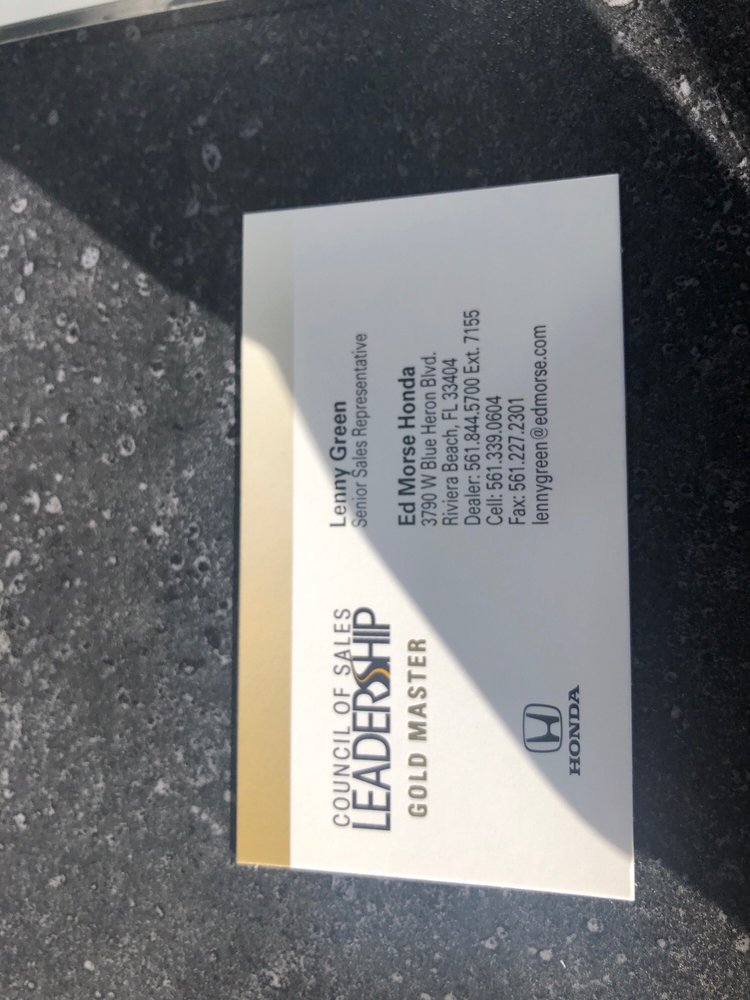 COUNCIL OF SALES
LEADERSHIP
GOLD MASTER
HONDA
Lenny Green
Senior Sales Representative
Ed Morse Honda
3790 W Blue Heron Blvd.
Riviera Beach, FL 33404
Dealer: 561.844.5700 Ext. 7155
Cell: 561.339.0604
Fax: 561.227.2301
lennygreen@edmorse.com